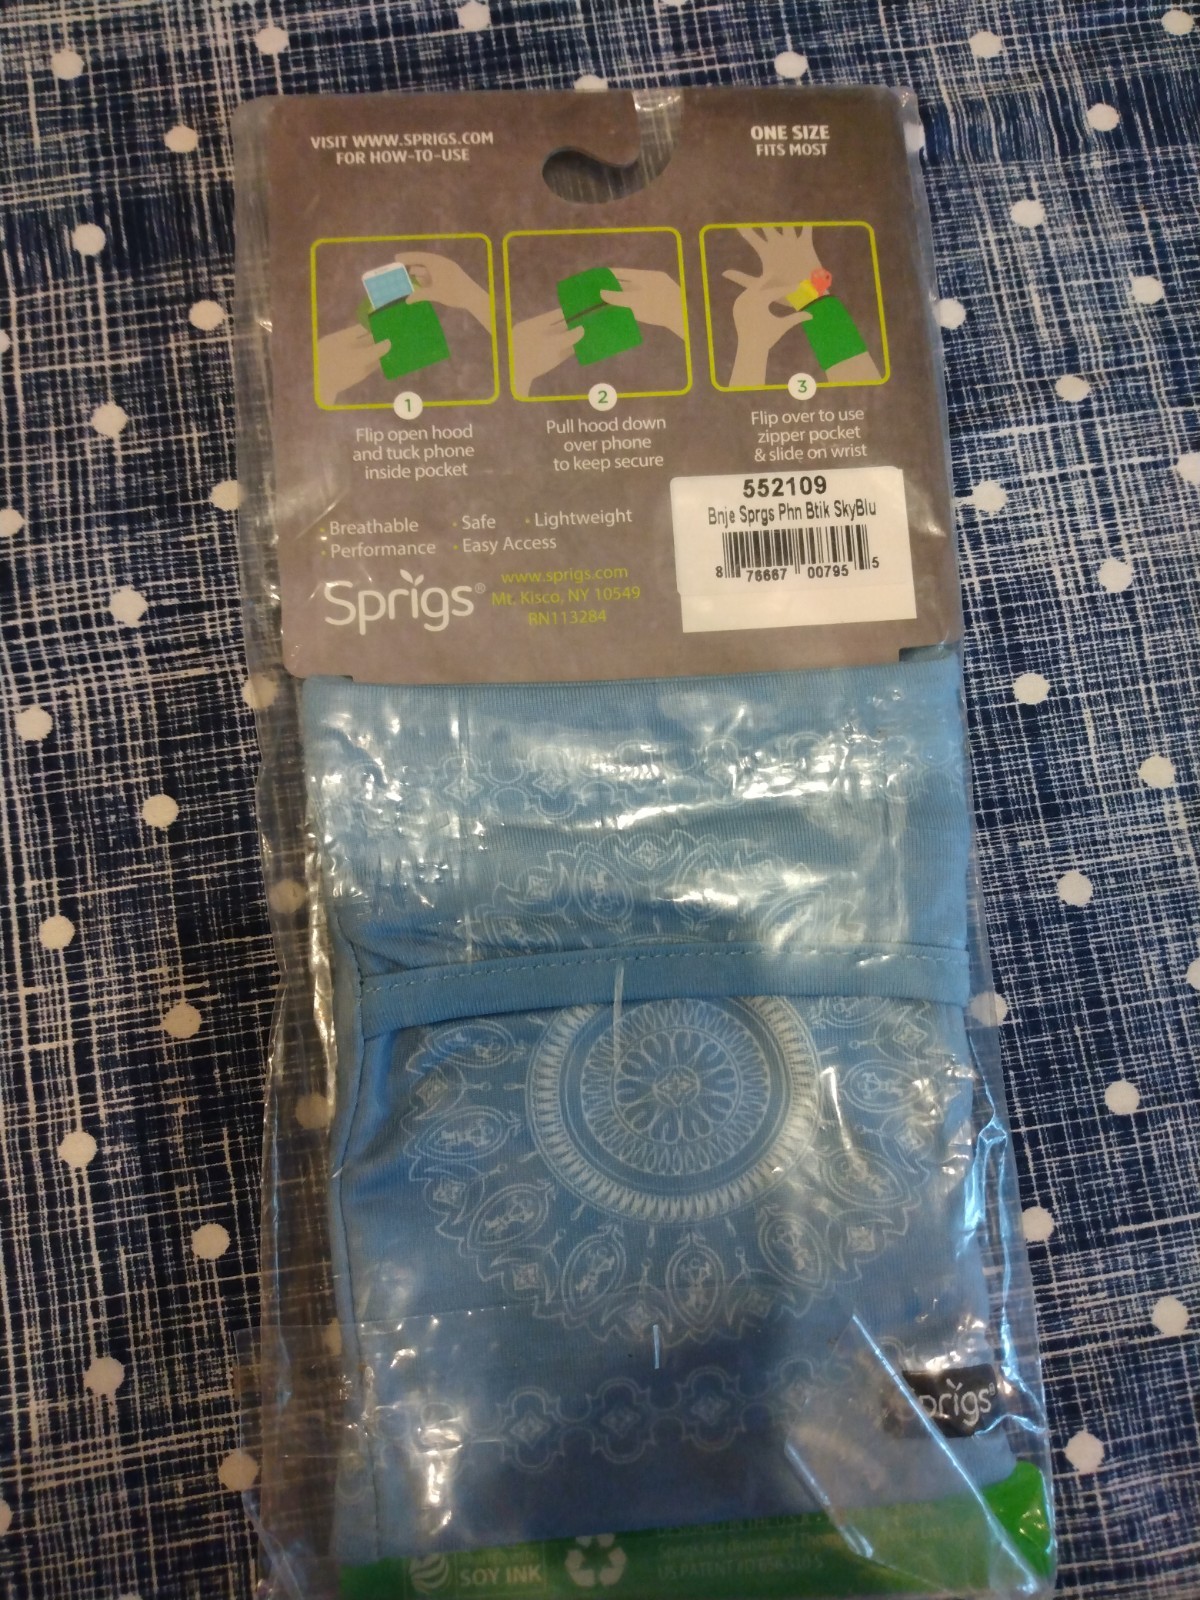 VISIT WWW.SPRIGS.COM
FOR HOW-TO-USE
ONE SIZE
FITS MOST
1
Flip open hood
and tuck phone
inside pocket
2
Pull hood down
over phone
to keep secure
3
Flip over to use
zipper pocket
& slide on wrist
• Breathable • Safe • Lightweight
• Performance • Easy Access
Sprigs®
www.sprigs.com
Mt. Kisco, NY 10549
RN113284
552109
Bnje Sprgs Phn Btik SkyBlu
8 76667 00795 5
Sprigs®
SOY INK
US PATENT